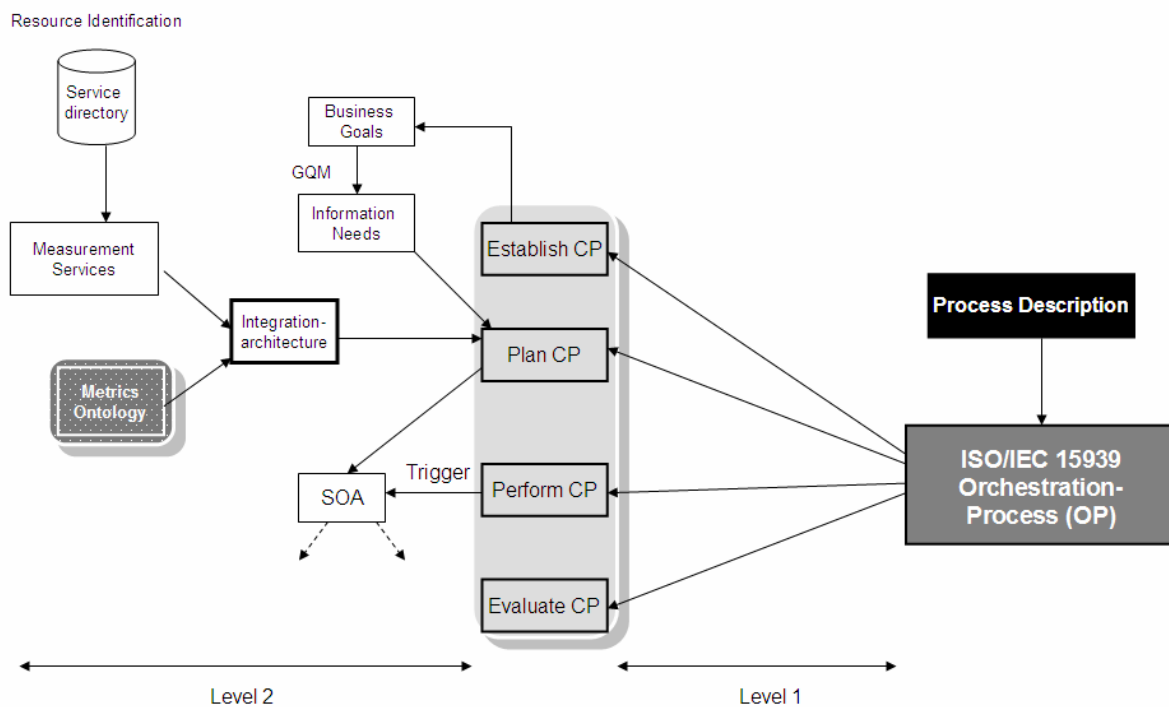 Resource Identification
Service
directory
Business
Goals
GQM
Measurement
Services
Information
Needs
Establish CP
Process Description
Integration-
architecture
Plan CP
Metrics
Ontology
ISO/IEC 15939
Orchestration-
Process (OP)
Trigger
SOA
Perform CP
Evaluate CP
Level 2
Level 1